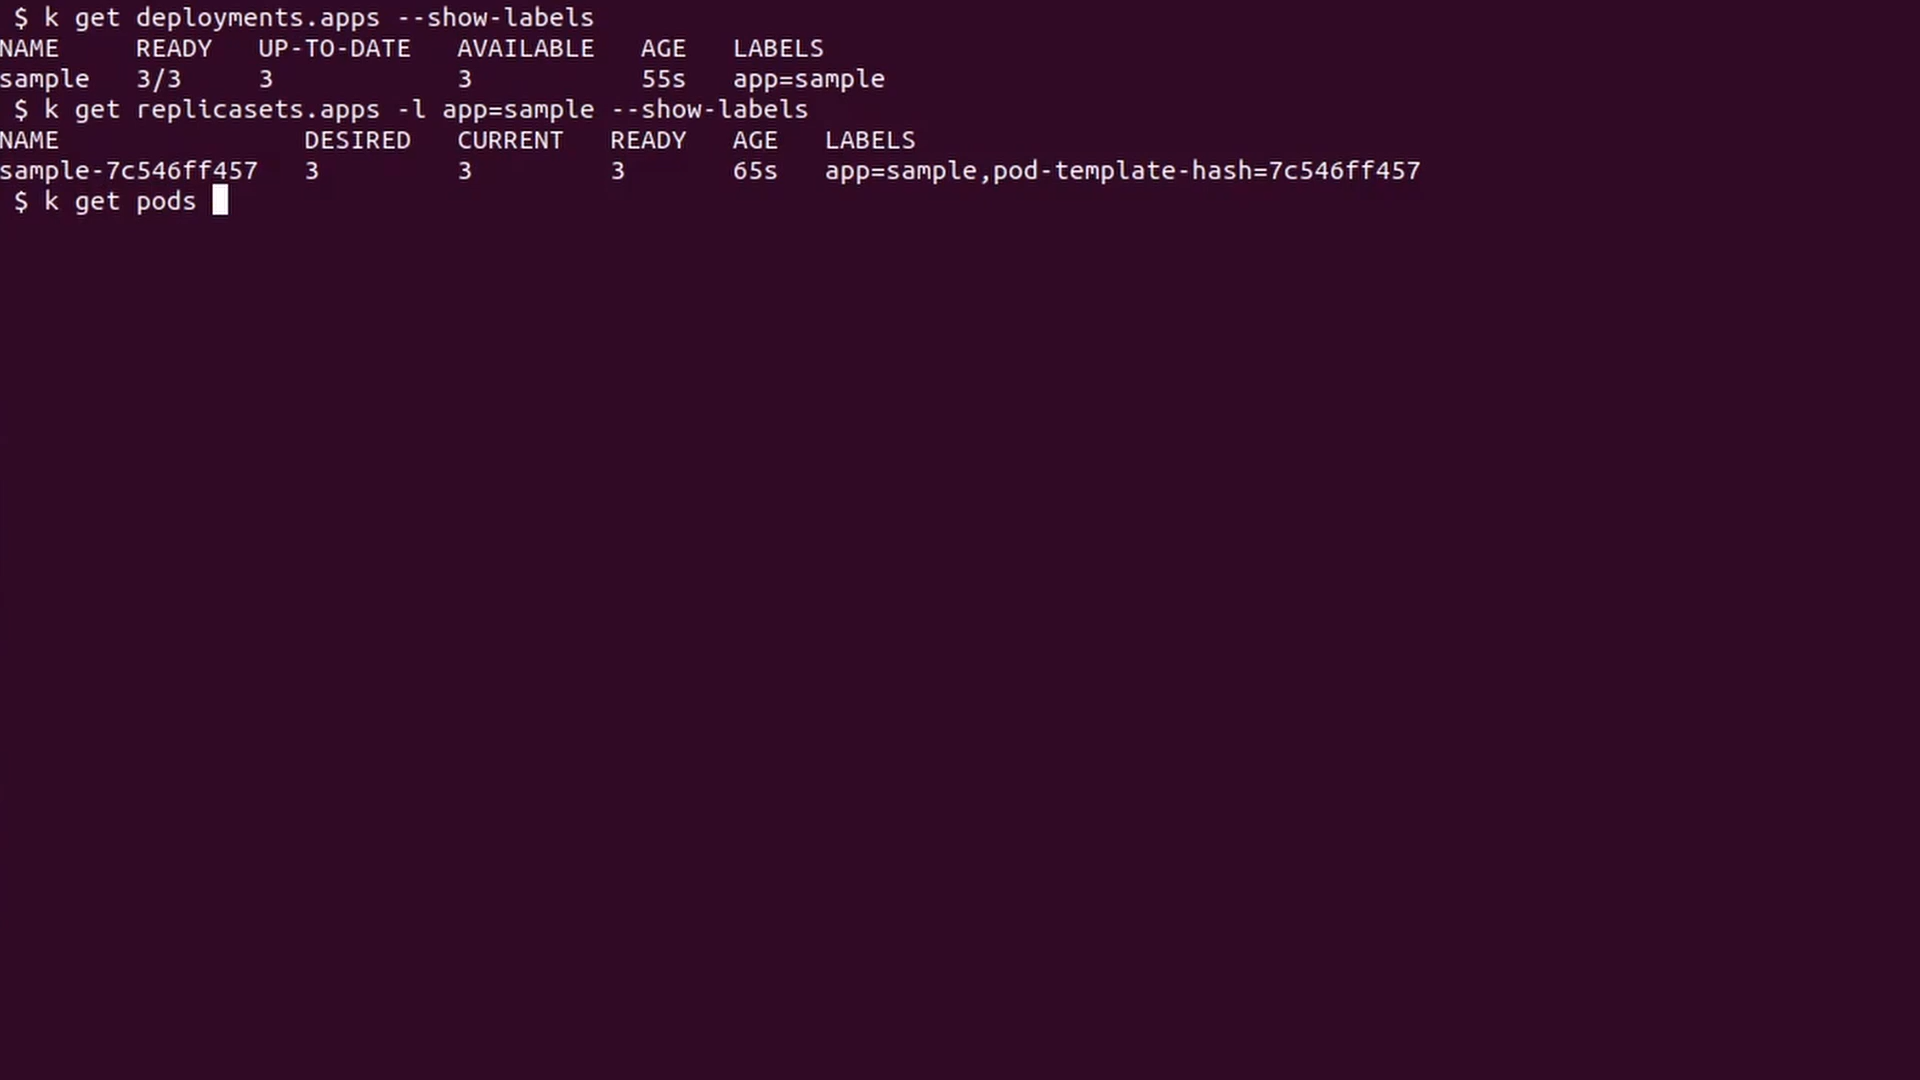 $ k get deployments.apps --show-labels
NAME READY UP-TO-DATE AVAILABLE AGE LABELS
sample 3/3 3 3 55s app=sample
$ k get replicasets.apps -l app=sample --show-labels
NAME DESIRED CURRENT READY AGE LABELS
sample-7c546ff457 3 3 3 65s app=sample,pod-template-hash=7c546ff457
$ k get pods